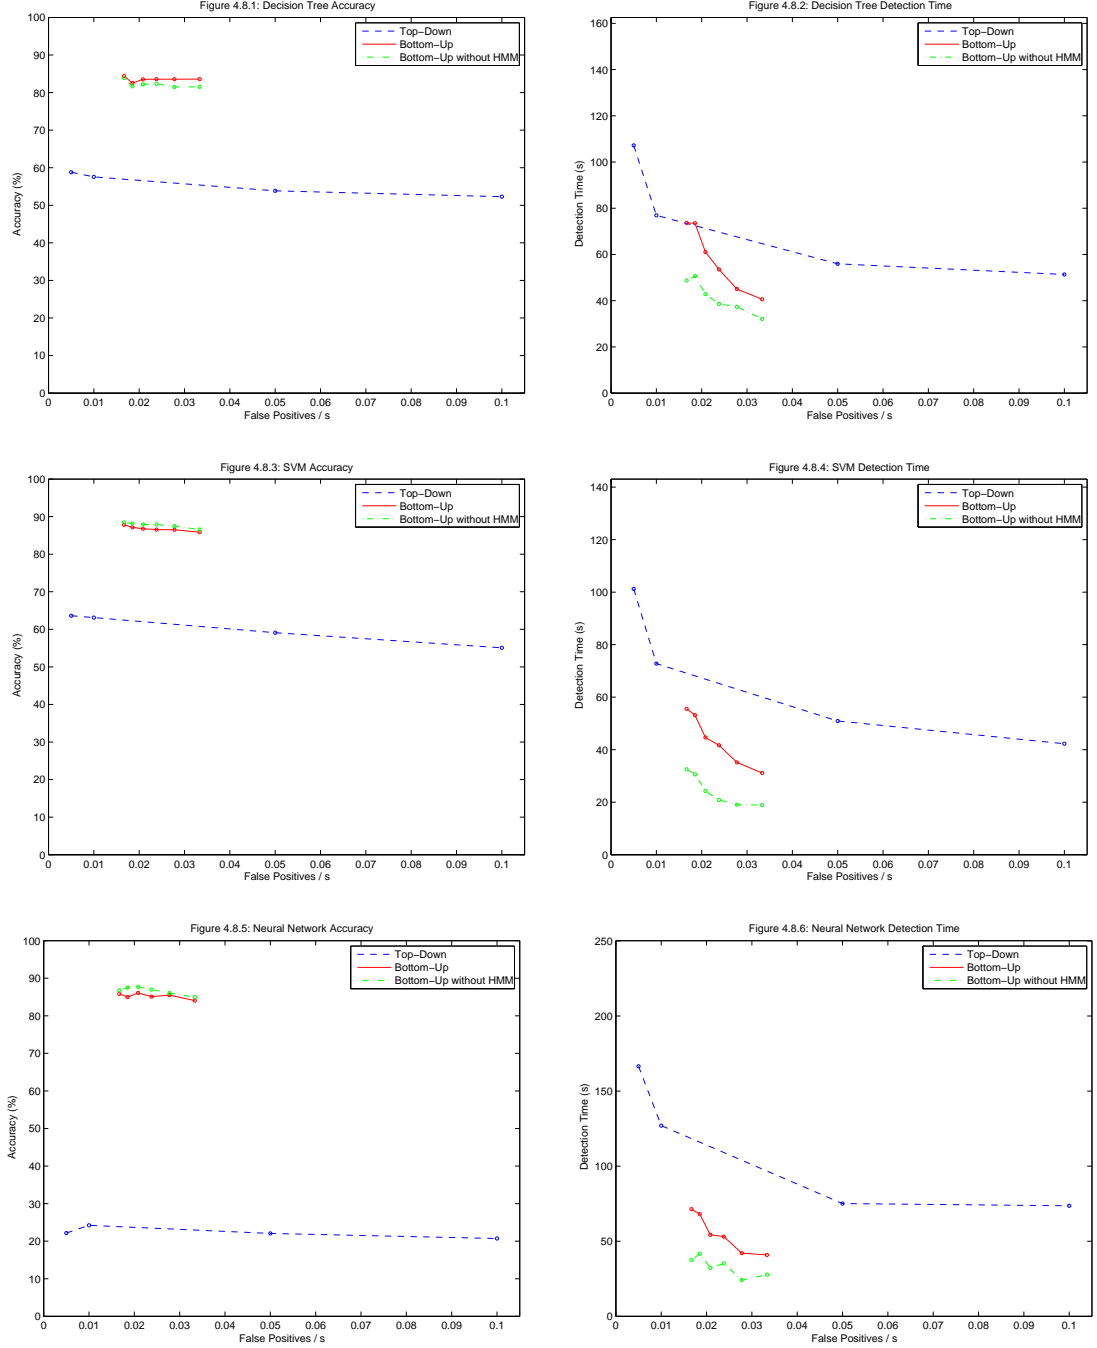 Figure 4.8.1: Decision Tree Accuracy
100
90
80
70
60
50
40
30
20
10
0
Accuracy (%)
Top-Down
Bottom-Up
Bottom-Up without HMM
0 0.01 0.02 0.03 0.04 0.05 0.06 0.07 0.08 0.09 0.1
False Positives / s
Figure 4.8.2: Decision Tree Detection Time
160
140
120
100
80
60
40
20
0
Detection Time (s)
Top-Down
Bottom-Up
Bottom-Up without HMM
0 0.01 0.02 0.03 0.04 0.05 0.06 0.07 0.08 0.09 0.1
False Positives / s
Figure 4.8.3: SVM Accuracy
100
90
80
70
60
50
40
30
20
10
0
Accuracy (%)
Top-Down
Bottom-Up
Bottom-Up without HMM
0 0.01 0.02 0.03 0.04 0.05 0.06 0.07 0.08 0.09 0.1
False Positives / s
Figure 4.8.4: SVM Detection Time
140
120
100
80
60
40
20
0
Detection Time (s)
Top-Down
Bottom-Up
Bottom-Up without HMM
0 0.01 0.02 0.03 0.04 0.05 0.06 0.07 0.08 0.09 0.1
False Positives / s
Figure 4.8.5: Neural Network Accuracy
100
90
80
70
60
50
40
30
20
10
0
Accuracy (%)
Top-Down
Bottom-Up
Bottom-Up without HMM
0 0.01 0.02 0.03 0.04 0.05 0.06 0.07 0.08 0.09 0.1
False Positives / s
Figure 4.8.6: Neural Network Detection Time
250
200
150
100
50
0
Detection Time (s)
Top-Down
Bottom-Up
Bottom-Up without HMM
0 0.01 0.02 0.03 0.04 0.05 0.06 0.07 0.08 0.09 0.1
False Positives / s